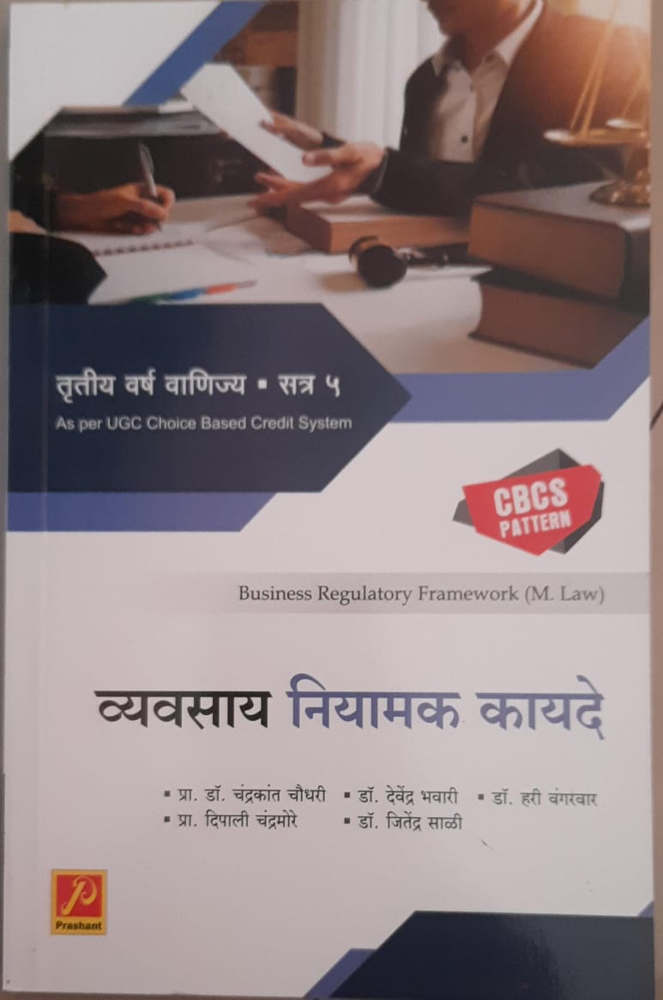 तृतीय वर्ष वाणिज्य ▪ सत्र ५
As per UGC Choice Based Credit System
CBCS
PATTERN
Business Regulatory Framework (M. Law)
व्यवसाय नियामक कायदे
▪ प्रा. डॉ. चंद्रकांत चौधरी ▪ डॉ. देवेंद्र भवारी ▪ डॉ. हरी वंगरवार
▪ प्रा. दिपाली चंद्रमोरे ▪ डॉ. जितेंद्र साळी
Prashant